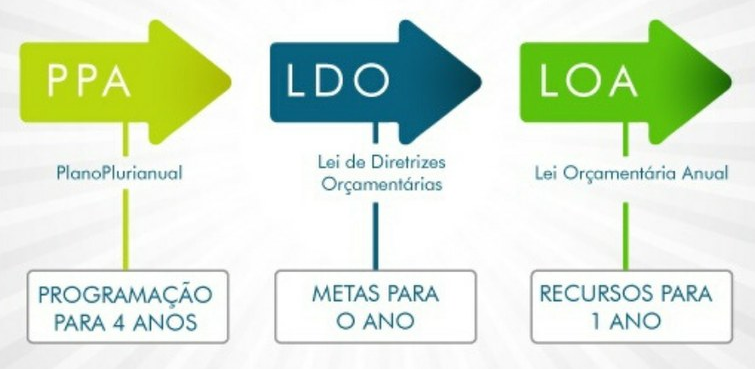 PPA
PlanoPlurianual
PROGRAMAÇÃO
PARA 4 ANOS
LDO
Lei de Diretrizes
Orçamentárias
METAS PARA
O ANO
LOA
Lei Orçamentária Anual
RECURSOS PARA
1 ANO